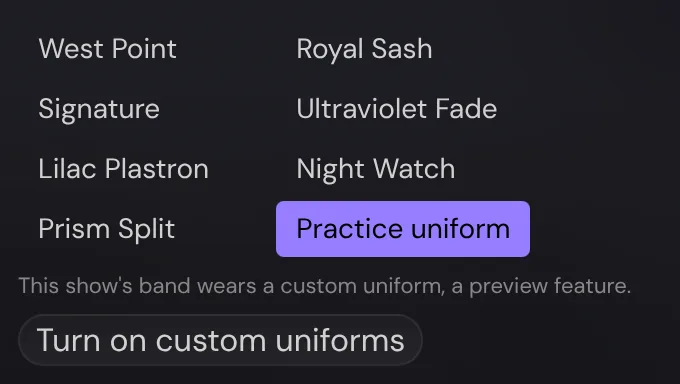 West Point
Royal Sash
Signature
Ultraviolet Fade
Lilac Plastron
Night Watch
Prism Split
Practice uniform
This show's band wears a custom uniform, a preview feature.
Turn on custom uniforms